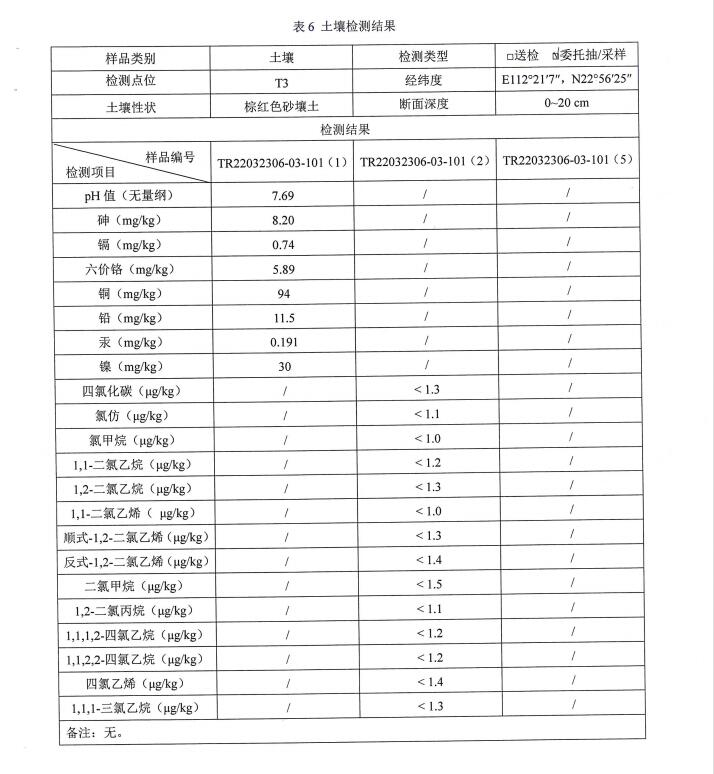 表 6 土壤检测结果
样品类别 土壤 检测类型 □送检 ☑委托抽/采样
检测点位 T3 经纬度 E112°21′7″，N22°56′25″
土壤性状 棕红色砂壤土 断面深度 0~20 cm
检测结果
样品编号 检测项目 TR22032306-03-101（1） TR22032306-03-101（2） TR22032306-03-101（5）
pH 值（无量纲） 7.69 / /
砷（mg/kg） 8.20 / /
镉（mg/kg） 0.74 / /
六价铬（mg/kg） 5.89 / /
铜（mg/kg） 94 / /
铅（mg/kg） 11.5 / /
汞（mg/kg） 0.191 / /
镍（mg/kg） 30 / /
四氯化碳（μg/kg） / < 1.3 /
氯仿（μg/kg） / < 1.1 /
氯甲烷（μg/kg） / < 1.0 /
1,1-二氯乙烷（μg/kg） / < 1.2 /
1,2-二氯乙烷（μg/kg） / < 1.3 /
1,1-二氯乙烯（ μg/kg） / < 1.0 /
顺式-1,2-二氯乙烯（μg/kg） / < 1.3 /
反式-1,2-二氯乙烯（μg/kg） / < 1.4 /
二氯甲烷（μg/kg） / < 1.5 /
1,2-二氯丙烷（μg/kg） / < 1.1 /
1,1,1,2-四氯乙烷（μg/kg） / < 1.2 /
1,1,2,2-四氯乙烷（μg/kg） / < 1.2 /
四氯乙烯（μg/kg） / < 1.4 /
1,1,1-三氯乙烷（μg/kg） / < 1.3 /
备注：无。